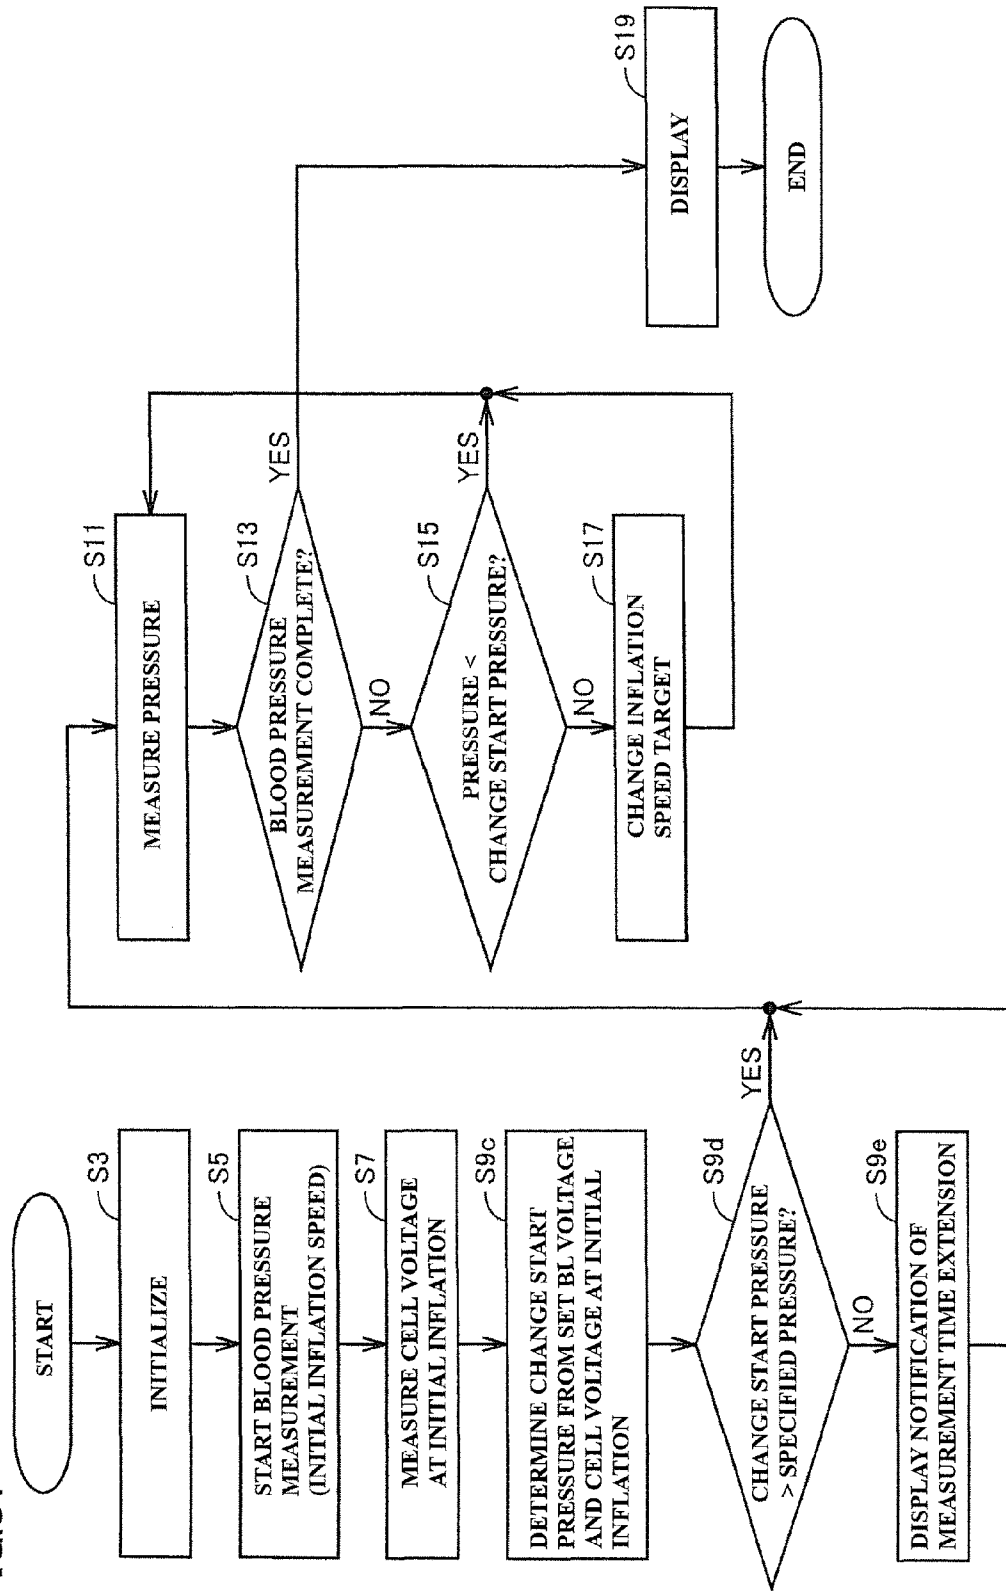 START
S3
INITIALIZE
S5
START BLOOD PRESSURE
MEASUREMENT
(INITIAL INFLATION SPEED)
S7
MEASURE CELL VOLTAGE
AT INITIAL INFLATION
S9c
DETERMINE CHANGE START
PRESSURE FROM SET BL VOLTAGE
AND CELL VOLTAGE AT INITIAL
INFLATION
S9d
CHANGE START PRESSURE
> SPECIFIED PRESSURE?
YES
NO
S9e
DISPLAY NOTIFICATION OF
MEASUREMENT TIME EXTENSION
S11
MEASURE PRESSURE
S13
BLOOD PRESSURE
MEASUREMENT COMPLETE?
YES
NO
S15
PRESSURE <
CHANGE START PRESSURE?
YES
NO
S17
CHANGE INFLATION
SPEED TARGET
S19
DISPLAY
END